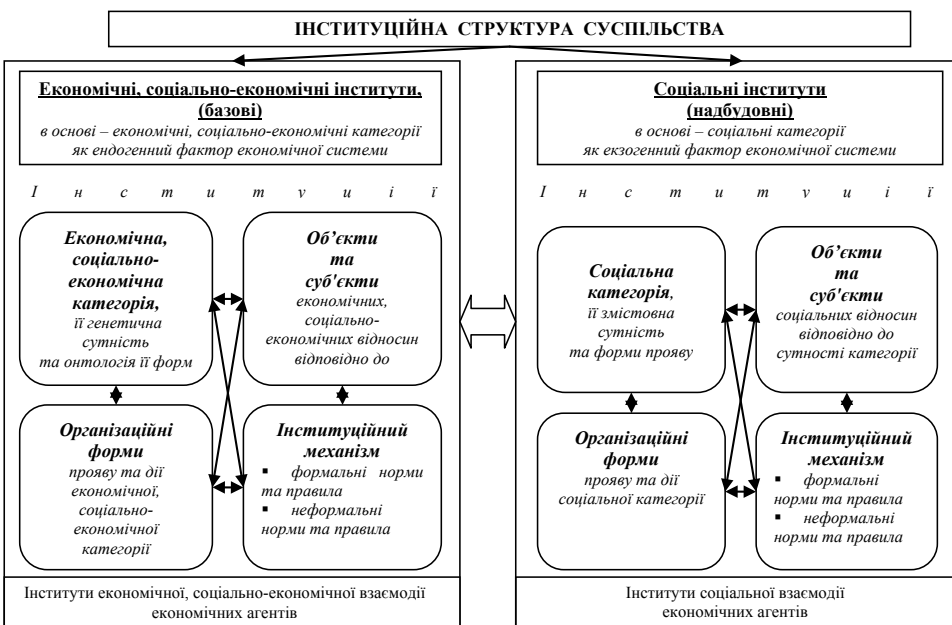 ІНСТИТУЦІЙНА СТРУКТУРА СУСПІЛЬСТВА
Економічні, соціально-економічні інститути,
(базові)
в основі – економічні, соціально-економічні категорії
як ендогенний фактор економічної системи
І н с т и т у ц і ї
Економічна,
соціально-
економічна
категорія,
її генетична
сутність
та онтологія її форм
Об’єкти
та
суб'єкти
економічних,
соціально-
економічних відносин
відповідно до
Організаційні
форми
прояву та дії
економічної,
соціально-
економічної
категорії
Інституційний
механізм
▪ формальні норми
та правила
▪ неформальні
норми та правила
Інститути економічної, соціально-економічної взаємодії
економічних агентів
Соціальні інститути
(надбудовні)
в основі – соціальні категорії
як екзогенний фактор економічної системи
І н с т и т у ц і ї
Соціальна
категорія,
її змістовна
сутність
та форми прояву
Об’єкти
та
суб'єкти
соціальних відносин
відповідно до
сутності категорії
Організаційні
форми
прояву та дії
соціальної категорії
Інституційний
механізм
▪ формальні
норми та правила
▪ неформальні
норми та правила
Інститути соціальної взаємодії
економічних агентів